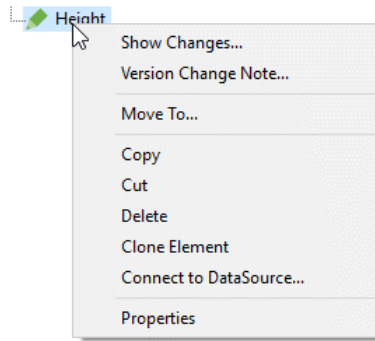 Height
Show Changes...
Version Change Note...
Move To...
Copy
Cut
Delete
Clone Element
Connect to DataSource...
Properties